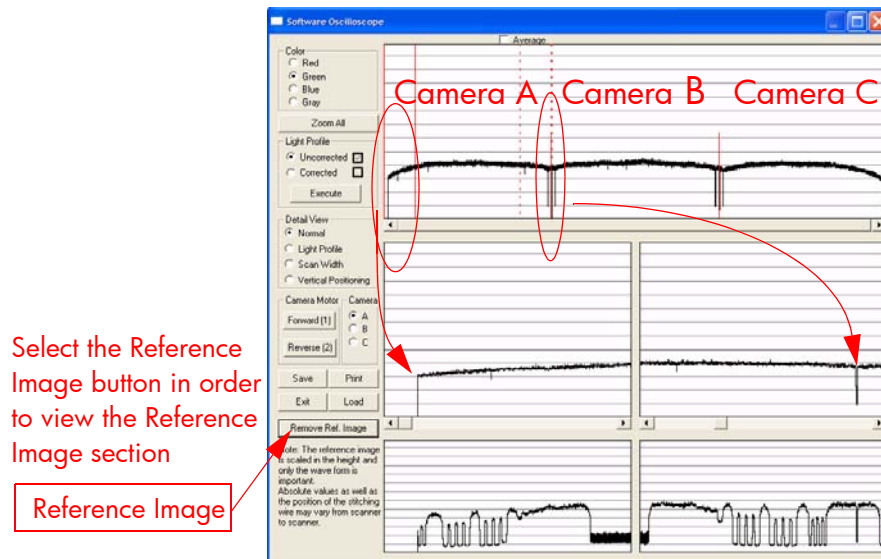 Software Oscilloscope
Average
Color
Red
Green
Blue
Gray
Zoom All
Light Profile
Uncorrected
Corrected
Execute
Detail View
Normal
Light Profile
Scan Width
Vertical Positioning
Camera Motor
Camera
Forward (1)
Reverse (2)
A
B
C
Save
Print
Exit
Load
Remove Ref. Image
Note: The reference image
is scaled in the height and
only the wave form is
important.
Absolute values as well as
the position of the stitching
wire may vary from scanner
to scanner.
Camera A
Camera B
Camera C
Select the Reference
Image button in order
to view the Reference
Image section
Reference Image